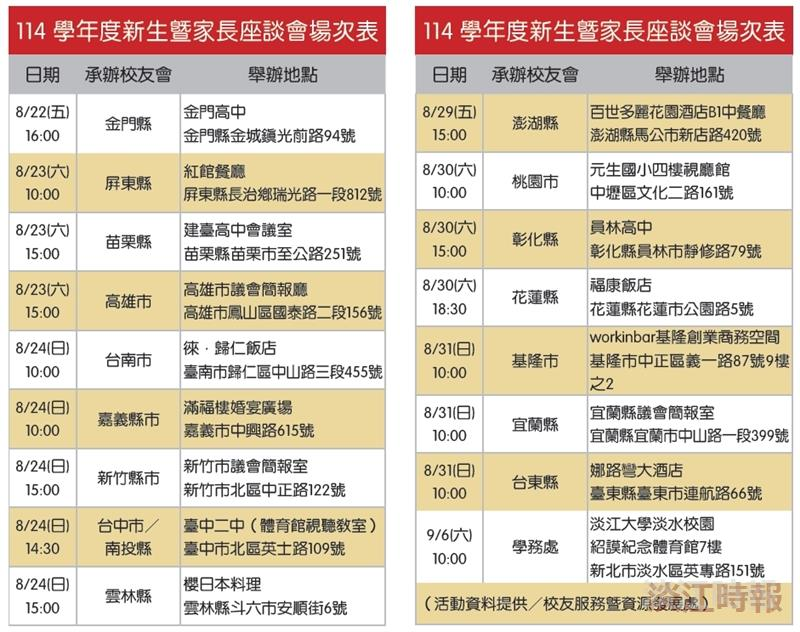 114 學年度新生暨家長座談會場次表
日期 承辦校友會 舉辦地點
8/22(五) 16:00 金門縣 金門高中
金門縣金城鎮光前路94號
8/23(六) 10:00 屏東縣 紅館餐廳
屏東縣長治鄉瑞光路一段812號
8/23(六) 15:00 苗栗縣 建臺高中會議室
苗栗縣苗栗市至公路251號
8/23(六) 15:00 高雄市 高雄市議會簡報廳
高雄市鳳山區國泰路二段156號
8/24(日) 10:00 台南市 徠．歸仁飯店
臺南市歸仁區中山路三段455號
8/24(日) 10:00 嘉義縣市 滿福樓婚宴廣場
嘉義市中興路615號
8/24(日) 15:00 新竹縣市 新竹市議會簡報室
新竹市北區中正路122號
8/24(日) 14:30 台中市／南投縣 臺中二中（體育館視聽教室）
臺中市北區英士路109號
8/24(日) 15:00 雲林縣 櫻日本料理
雲林縣斗六市安順街6號
114 學年度新生暨家長座談會場次表
日期 承辦校友會 舉辦地點
8/29(五) 15:00 澎湖縣 百世多麗花園酒店B1中餐廳
澎湖縣馬公市新店路420號
8/30(六) 10:00 桃園市 元生國小四樓視廳館
中壢區文化二路161號
8/30(六) 15:00 彰化縣 員林高中
彰化縣員林市靜修路79號
8/30(六) 18:30 花蓮縣 福康飯店
花蓮縣花蓮市公園路5號
8/31(日) 10:00 基隆市 workinbar基隆創業商務空間
基隆市中正區義一路87號9樓
之2
8/31(日) 10:00 宜蘭縣 宜蘭縣議會簡報室
宜蘭縣宜蘭市中山路一段399號
8/31(日) 10:00 台東縣 娜路彎大酒店
臺東縣臺東市連航路66號
9/6(六) 10:00 學務處 淡江大學淡水校園
紹謨紀念體育館7樓
新北市淡水區英專路151號
（活動資料提供／校友服務暨資源發展處）
淡江時報